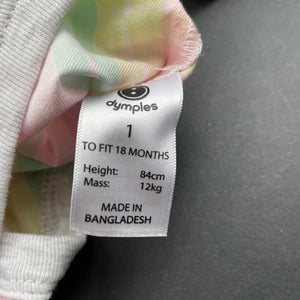 dymples
1
TO FIT 18 MONTHS
Height: 84cm
Mass: 12kg
MADE IN
BANGLADESH